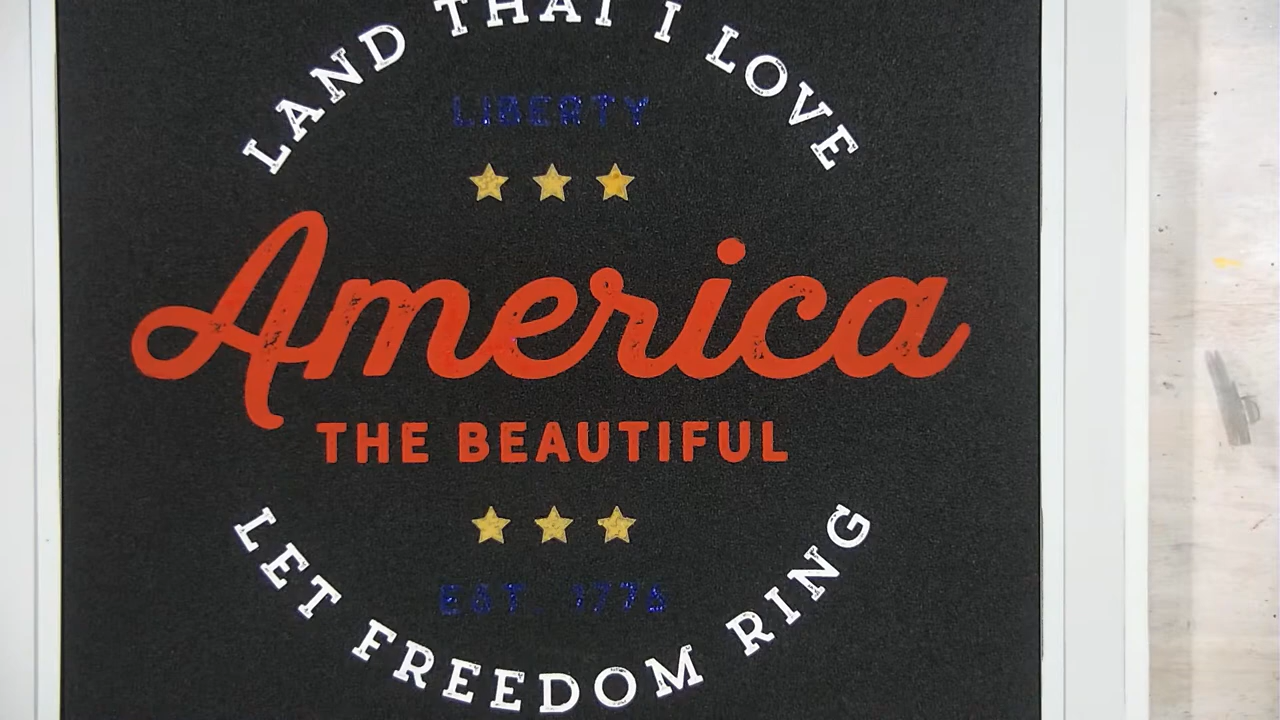 LAND THAT I LOVE
LIBERTY
America
THE BEAUTIFUL
EST. 1776
LET FREEDOM RING